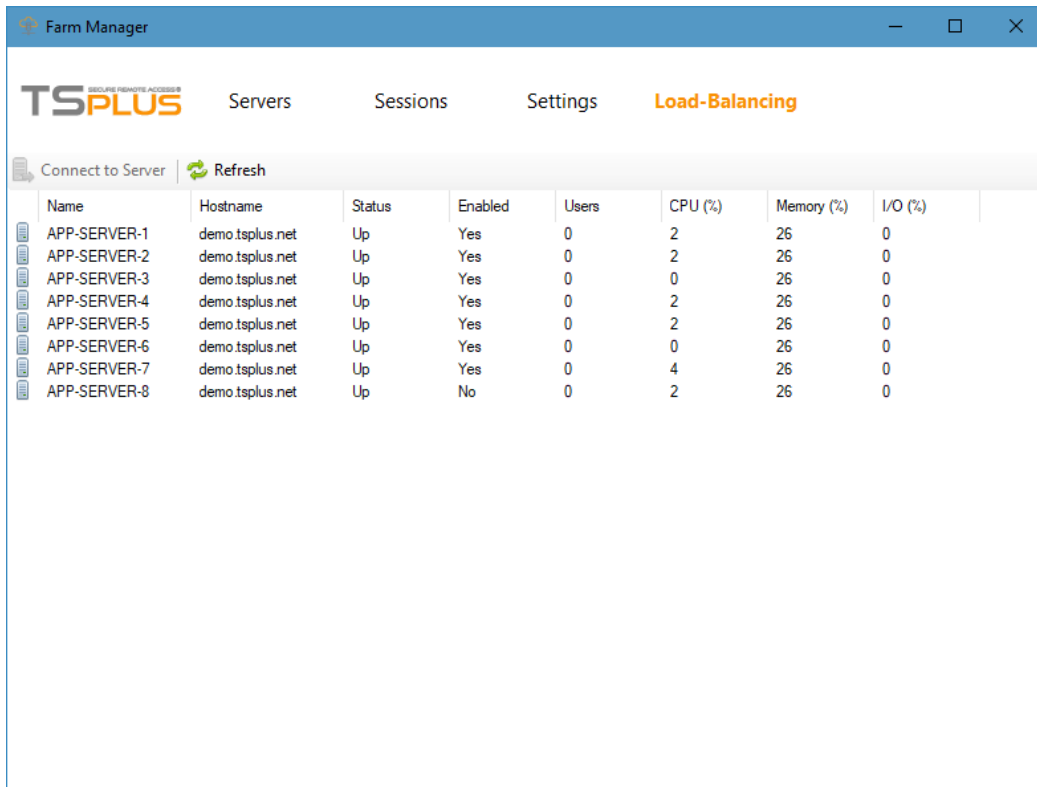 Farm Manager
SECURE REMOTE ACCESS®
TSPLUS Servers Sessions Settings Load-Balancing
Connect to Server Refresh
Name Hostname Status Enabled Users CPU (%) Memory (%) I/O (%)
APP-SERVER-1 demo.tsplus.net Up Yes 0 2 26 0
APP-SERVER-2 demo.tsplus.net Up Yes 0 2 26 0
APP-SERVER-3 demo.tsplus.net Up Yes 0 0 26 0
APP-SERVER-4 demo.tsplus.net Up Yes 0 2 26 0
APP-SERVER-5 demo.tsplus.net Up Yes 0 2 26 0
APP-SERVER-6 demo.tsplus.net Up Yes 0 0 26 0
APP-SERVER-7 demo.tsplus.net Up Yes 0 4 26 0
APP-SERVER-8 demo.tsplus.net Up No 0 2 26 0